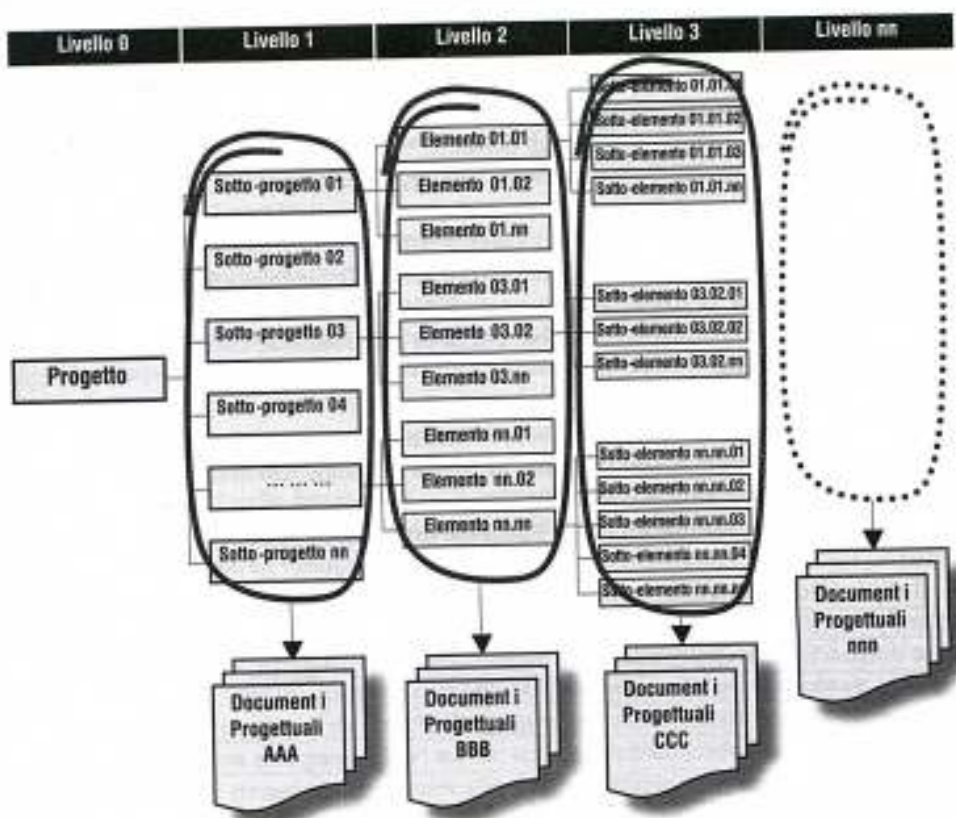 Livello 0
Livello 1
Livello 2
Livello 3
Livello nn
Progetto
Sotto-progetto 01
Sotto-progetto 02
Sotto-progetto 03
Sotto-progetto 04
... ... ...
Sotto-progetto nn
Elemento 01.01
Elemento 01.02
Elemento 01.nn
Elemento 03.01
Elemento 03.02
Elemento 03.nn
Elemento nn.01
Elemento nn.02
Elemento nn.nn
Sotto-elemento
Sotto-elemento 01.01.02
Sotto-elemento 01.01.03
Sotto-elemento 01.01.nn
Sotto-elemento 03.02.01
Sotto-elemento 03.02.02
Sotto-elemento 03.02.nn
Sotto-elemento nn.nn.01
Sotto-elemento nn.nn.02
Sotto-elemento nn.nn.03
Sotto-elemento nn.nn.04
Sotto-elemento
Document i
Progettuali
AAA
Document i
Progettuali
BBB
Document i
Progettuali
CCC
Document i
Progettuali
nnn